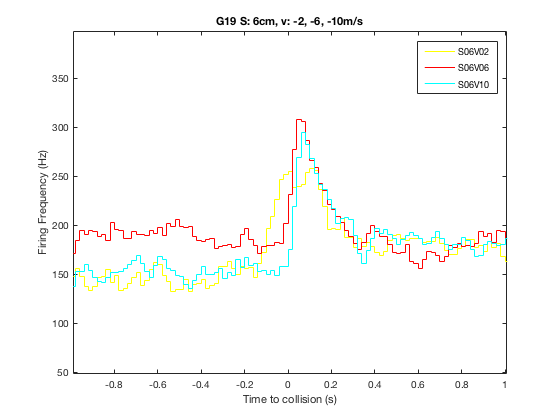 G19 S: 6cm, v: -2, -6, -10m/s
S06V02
S06V06
S06V10
Firing Frequency (Hz)
350
300
250
200
150
100
50
-0.8 -0.6 -0.4 -0.2 0 0.2 0.4 0.6 0.8 1
Time to collision (s)